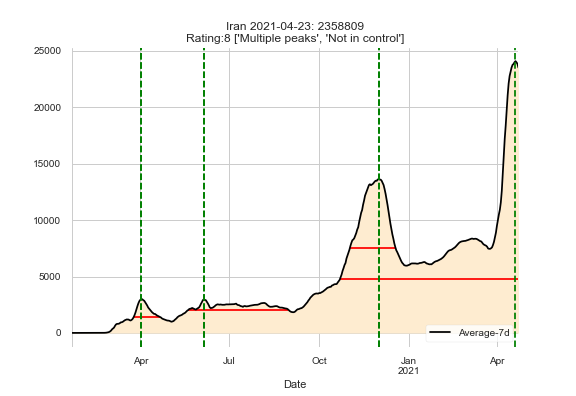 Iran 2021-04-23: 2358809
Rating:8 ['Multiple peaks', 'Not in control']
25000
20000
15000
10000
5000
0
Average-7d
Apr Jul Oct Jan Apr
2021
Date